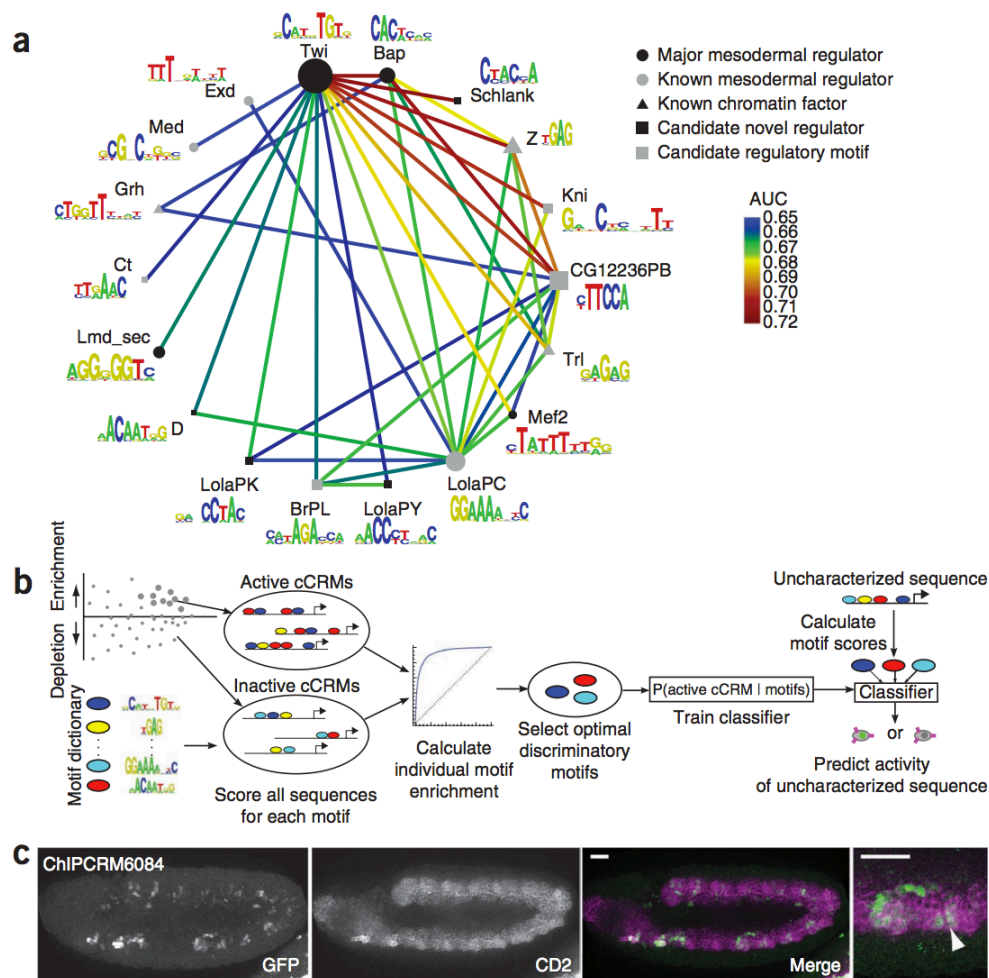 a
Twi
Bap
Schlank
Exd
Med
Z
Grh
Kni
Ct
CG12236PB
Lmd_sec
Trl
D
Mef2
LolaPK
BrPL
LolaPY
LolaPC
Major mesodermal regulator
Known mesodermal regulator
Known chromatin factor
Candidate novel regulator
Candidate regulatory motif
AUC
0.65
0.66
0.67
0.68
0.69
0.70
0.71
0.72
b
Depletion
Enrichment
Active cCRMs
Inactive cCRMs
Motif dictionary
Score all sequences
for each motif
Calculate
individual motif
enrichment
Select optimal
discriminatory
motifs
P(active cCRM | motifs)
Train classifier
Uncharacterized sequence
Calculate
motif scores
Classifier
or
Predict activity
of uncharacterized sequence
c
ChIPCRM6084
GFP
CD2
Merge